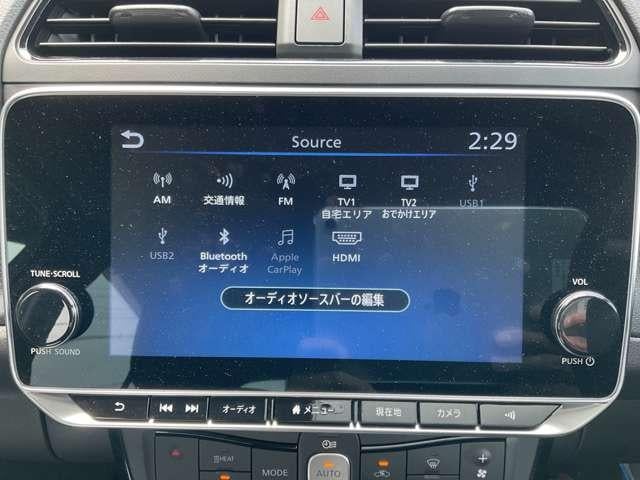 Source
2:29
AM
交通情報
FM
TV1
自宅エリア
TV2
おでかけエリア
USB1
USB2
Bluetooth
オーディオ
Apple
CarPlay
HDMI
オーディオソースバーの編集
TUNE·SCROLL
PUSH SOUND
VOL
PUSH
オーディオ
メニュー
現在地
カメラ
HEAT
MODE
AUTO